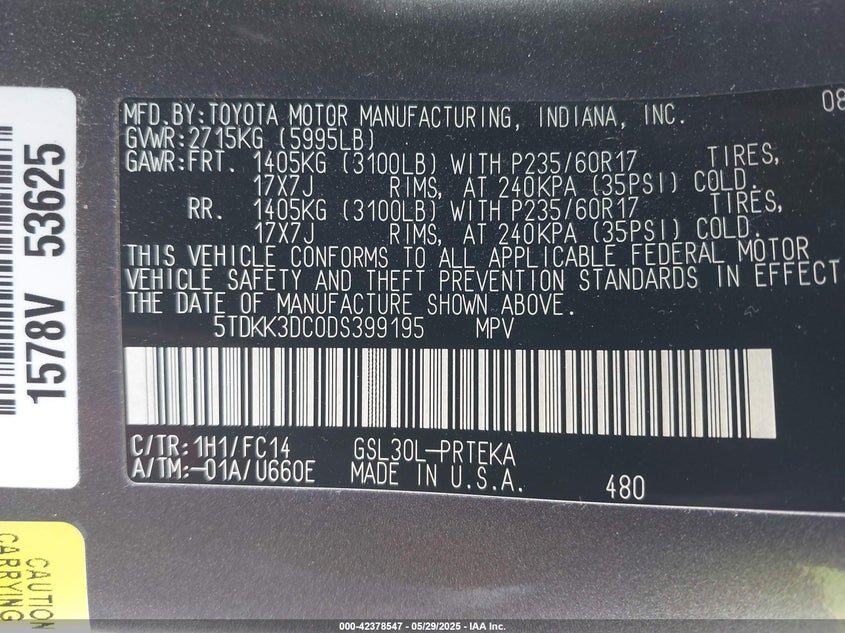 MFD.BY:TOYOTA MOTOR MANUFACTURING, INDIANA, INC. 08
GVWR:2715KG (5995LB)
GAWR:FRT. 1405KG (3100LB) WITH P235/60R17 TIRES,
17X7J RIMS, AT 240KPA (35PSI) COLD.
RR. 1405KG (3100LB) WITH P235/60R17 TIRES,
17X7J RIMS, AT 240KPA (35PSI) COLD.
THIS VEHICLE CONFORMS TO ALL APPLICABLE FEDERAL MOTOR
VEHICLE SAFETY AND THEFT PREVENTION STANDARDS IN EFFECT
THE DATE OF MANUFACTURE SHOWN ABOVE.
5TDKK3DC0DS399195 MPV
C/TR:1H1/FC14 GSL30L-PRTEKA
A/TM:-01A/U660E MADE IN U.S.A.
480
1578V 53625
CAUTION
CARRYING
000-42378547 - 05/29/2025 - IAA Inc.